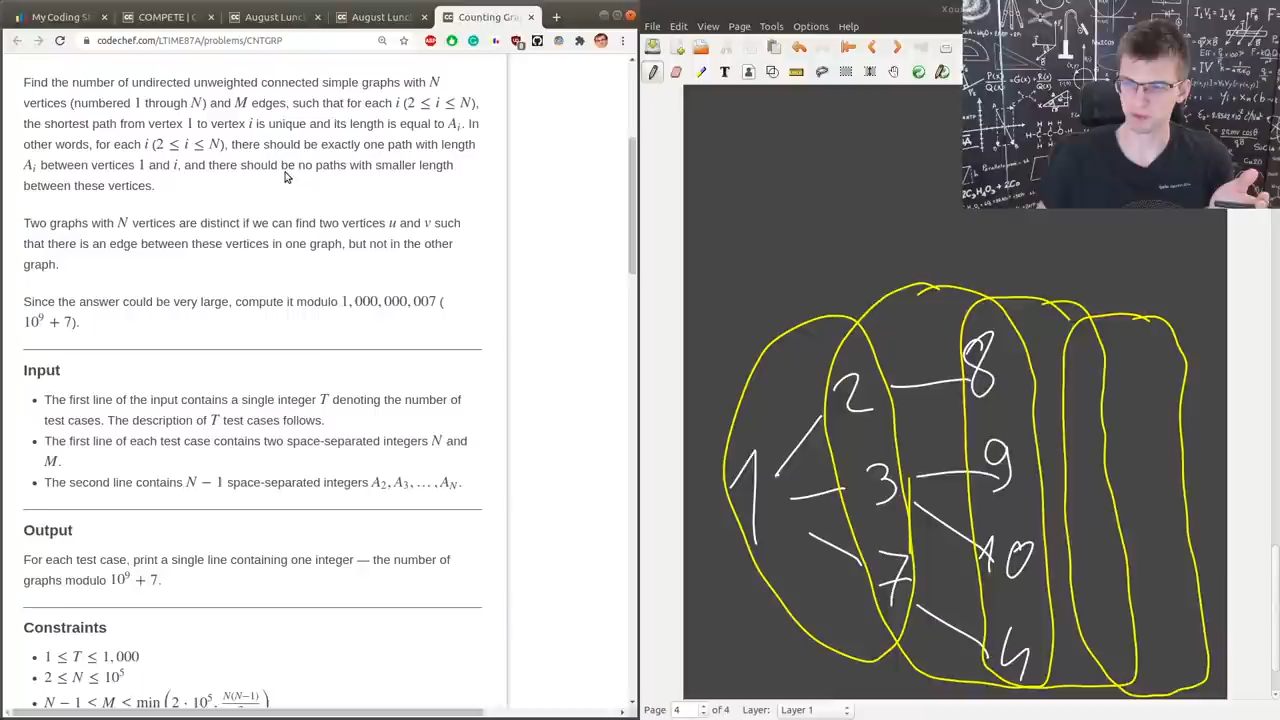 My Coding S
COMPETE | C
August Lunc
August Lunc
Counting Gra
codechef.com/LTIME87A/problems/CNTGRP
File Edit View Page Tools Options Help
Find the number of undirected unweighted connected simple graphs with N
vertices (numbered 1 through N) and M edges, such that for each i (2 ≤ i ≤ N),
the shortest path from vertex 1 to vertex i is unique and its length is equal to A_i. In
other words, for each i (2 ≤ i ≤ N), there should be exactly one path with length
A_i between vertices 1 and i, and there should be no paths with smaller length
between these vertices.
Two graphs with N vertices are distinct if we can find two vertices u and v such
that there is an edge between these vertices in one graph, but not in the other
graph.
Since the answer could be very large, compute it modulo 1,000,000,007 (
10^9 + 7).
Input
• The first line of the input contains a single integer T denoting the number of
test cases. The description of T test cases follows.
• The first line of each test case contains two space-separated integers N and
M.
• The second line contains N − 1 space-separated integers A_2, A_3, …, A_N.
Output
For each test case, print a single line containing one integer — the number of
graphs modulo 10^9 + 7.
Constraints
• 1 ≤ T ≤ 1,000
• 2 ≤ N ≤ 10^5
• N − 1 ≤ M ≤ min(2 · 10^5, N(N−1)
1
2
3
7
8
9
10
Page 4 of 4 Layer: Layer 1